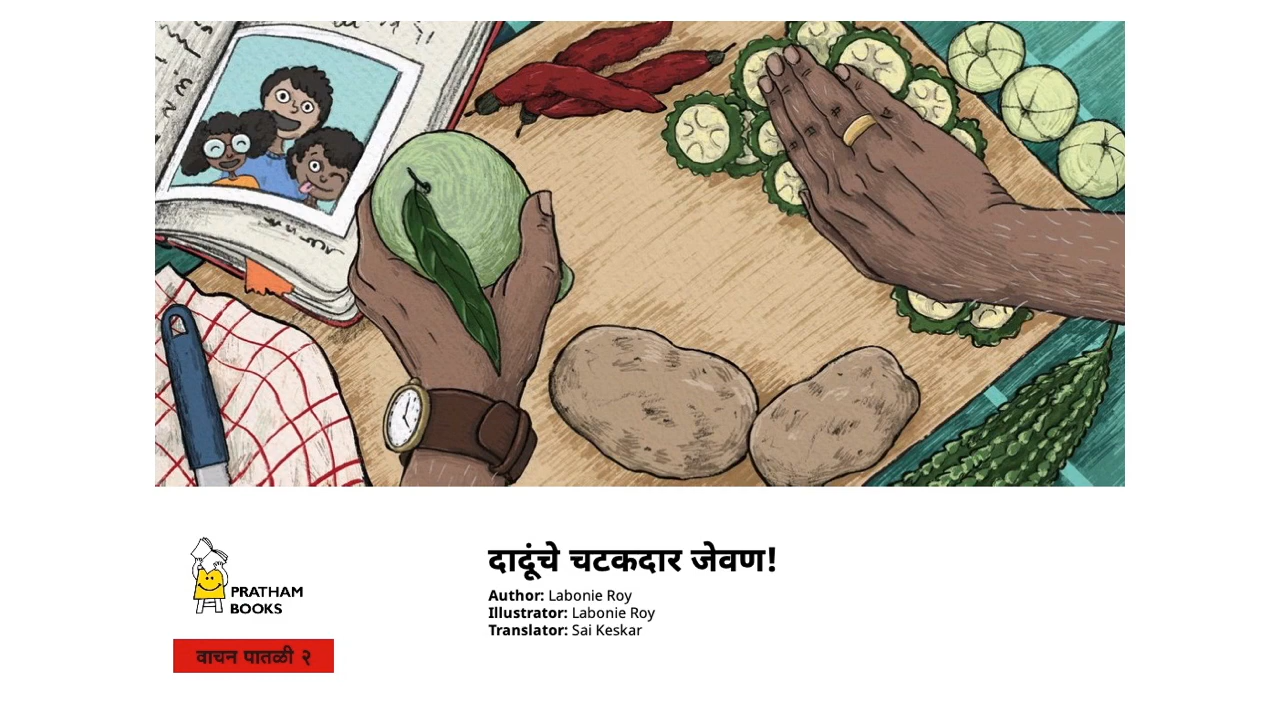 दादूंचे चटकदार जेवण!
Author: Labonie Roy
Illustrator: Labonie Roy
Translator: Sai Keskar
PRATHAM
BOOKS
वाचन पातळी २